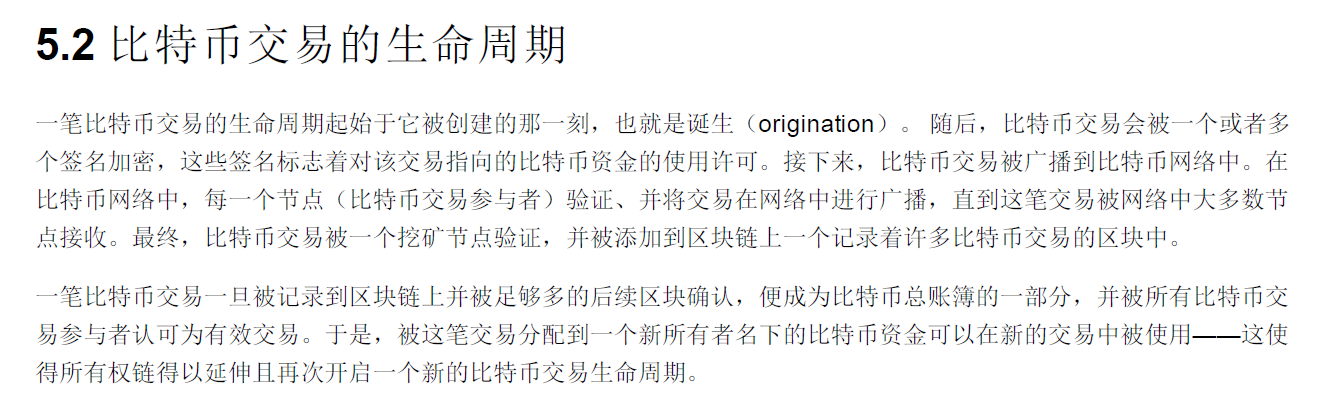 5.2 比特币交易的生命周期
一笔比特币交易的生命周期起始于它被创建的那一刻，也就是诞生（origination）。 随后，比特币交易会被一个或者多
个签名加密，这些签名标志着对该交易指向的比特币资金的使用许可。接下来，比特币交易被广播到比特币网络中。在
比特币网络中，每一个节点（比特币交易参与者）验证、并将交易在网络中进行广播，直到这笔交易被网络中大多数节
点接收。最终，比特币交易被一个挖矿节点验证，并被添加到区块链上一个记录着许多比特币交易的区块中。
一笔比特币交易一旦被记录到区块链上并被足够多的后续区块确认，便成为比特币总账簿的一部分，并被所有比特币交
易参与者认可为有效交易。于是，被这笔交易分配到一个新所有者名下的比特币资金可以在新的交易中被使用——这使
得所有权链得以延伸且再次开启一个新的比特币交易生命周期。